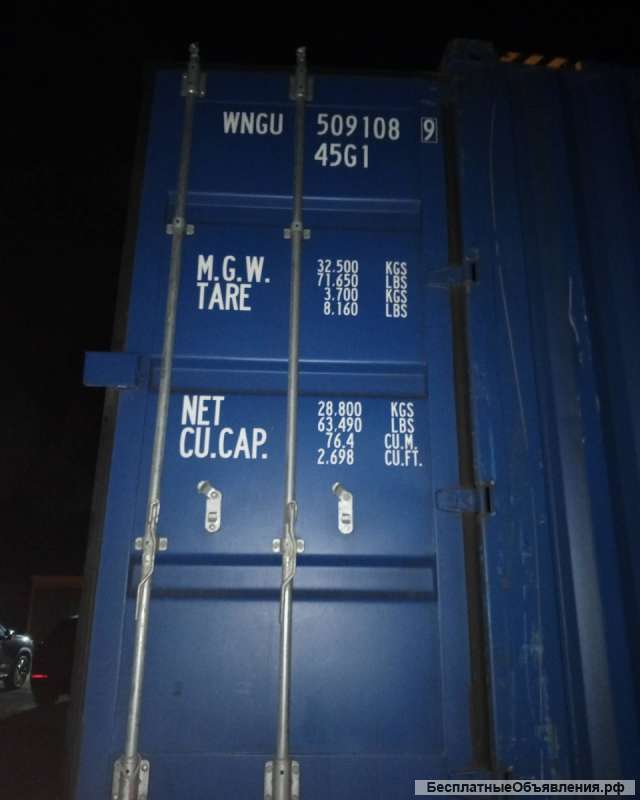 WNGU 509108 9
45G1
M.G.W. 32.500 KGS
71.650 LBS
TARE 3.700 KGS
8.160 LBS
NET 28.800 KGS
63.490 LBS
CU.CAP. 76.4 CU.M.
2.698 CU.FT.
БесплатныеОбъявления.рф